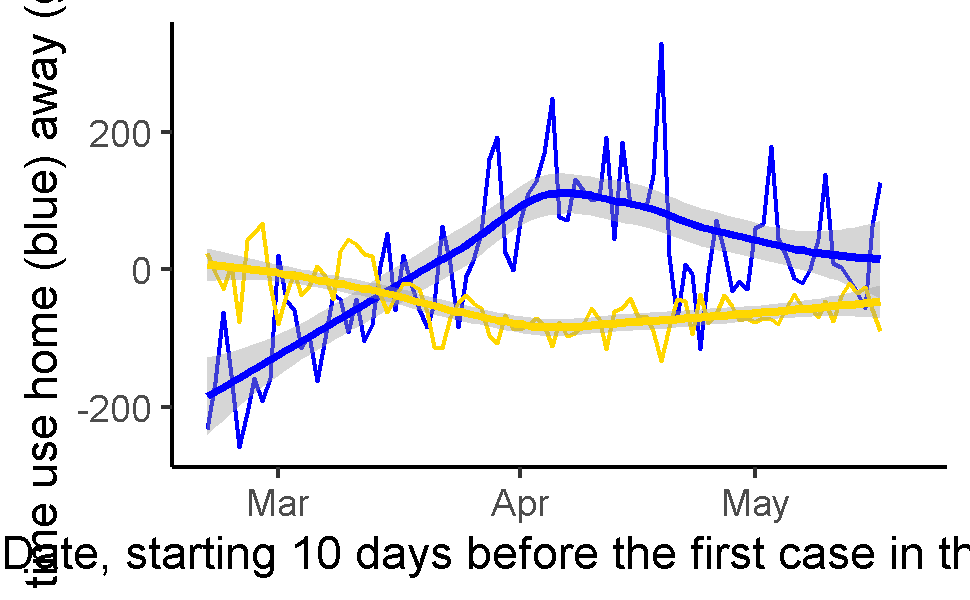 time use home (blue) away (
200
0
-200
Mar Apr May
Date, starting 10 days before the first case in th